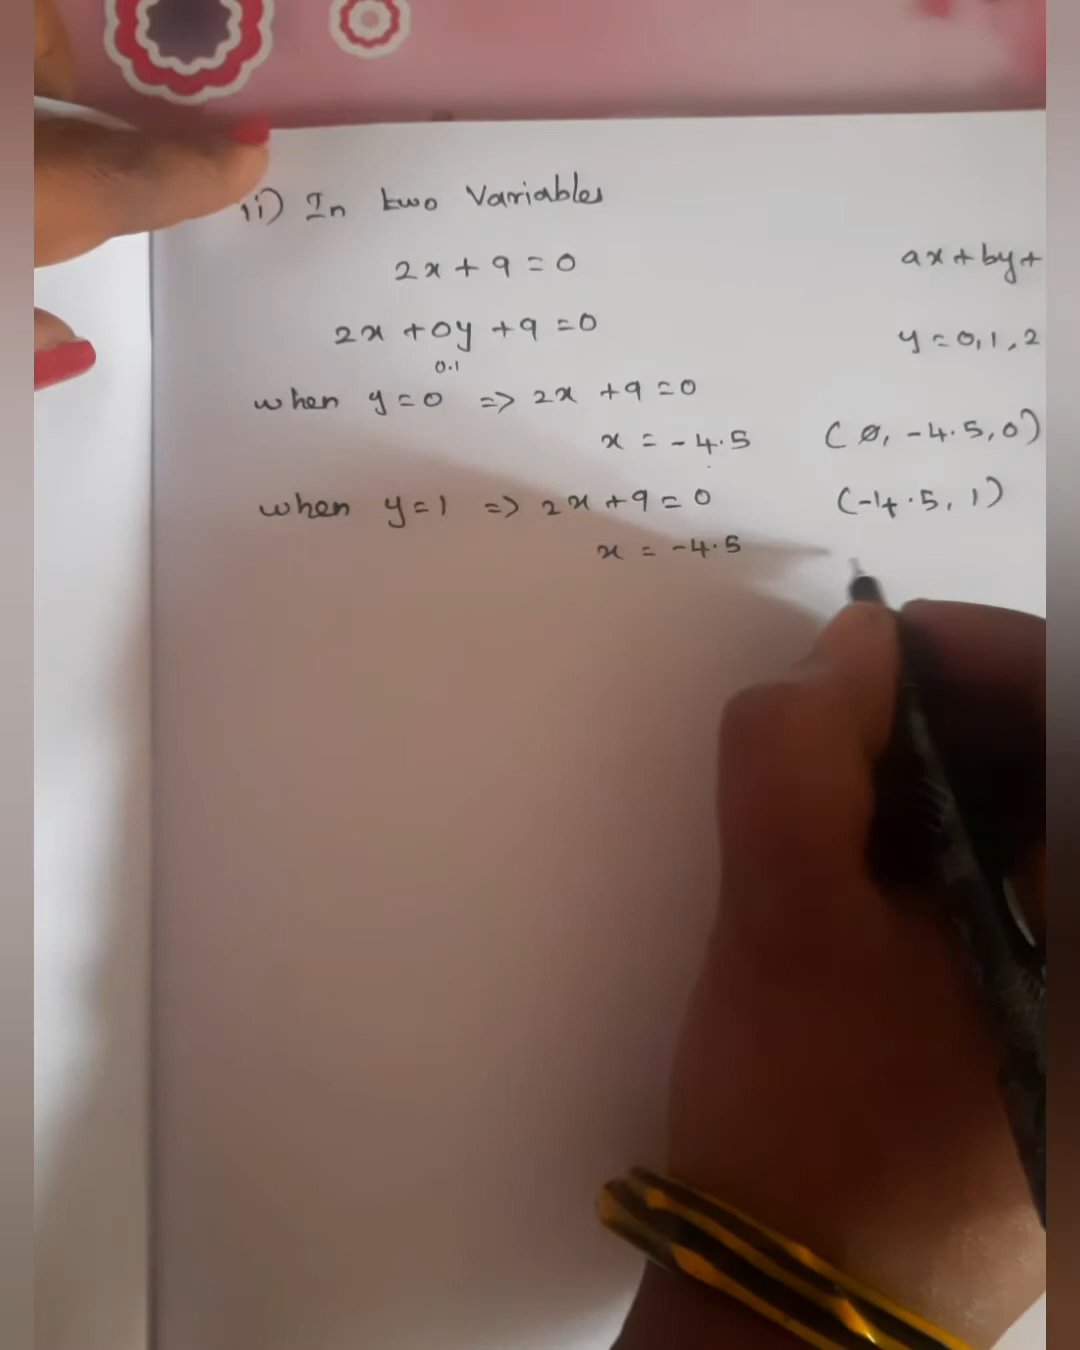 ii) In two Variables
2x + 9 = 0
ax + by +
2x + 0y + 9 = 0
y = 0, 1, 2
0.1
when y = 0 => 2x + 9 = 0
x = -4.5
(0, -4.5, 0)
when y = 1 => 2x + 9 = 0
(-4.5, 1)
x = -4.5